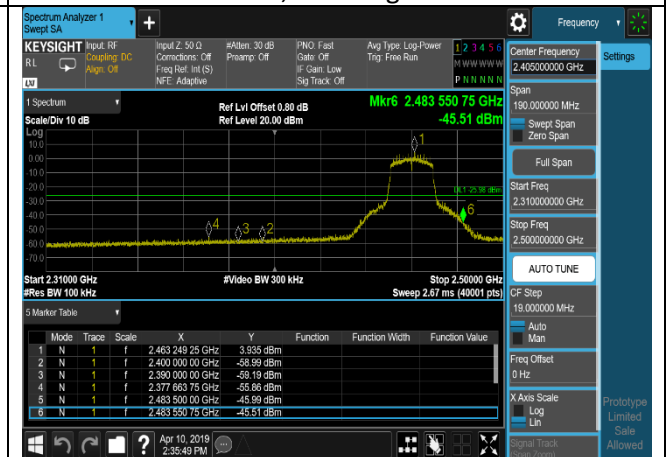 Spectrum Analyzer 1
Swept SA
+
Frequency
KEYSIGHT
RL
LXI
Input: RF
Coupling: DC
Align: Off
Input Z: 50 Ω
Corrections: Off
Freq Ref: Int (S)
NFE: Adaptive
#Atten: 30 dB
Preamp: Off
PNO: Fast
Gate: Off
IF Gain: Low
Sig Track: Off
Avg Type: Log-Power
Trig: Free Run
1 2 3 4 5 6
M W W W W W
P N N N N N
1 Spectrum
Scale/Div 10 dB
Ref Lvl Offset 0.80 dB
Ref Level 20.00 dBm
Mkr6 2.483 550 75 GHz
-45.51 dBm
Log
10.0
0.00
-10.0
-20.0
-30.0
-40.0
-50.0
-60.0
-70.0
1
DL1 -25.98 dBm
6
4
3
2
Start 2.31000 GHz
#Res BW 100 kHz
#Video BW 300 kHz
Stop 2.50000 GHz
Sweep 2.67 ms (40001 pts)
5 Marker Table
Mode Trace Scale X Y Function Function Width Function Value
1 N 1 f 2.463 249 25 GHz 3.935 dBm
2 N 1 f 2.400 000 00 GHz -58.99 dBm
3 N 1 f 2.390 000 00 GHz -59.19 dBm
4 N 1 f 2.377 663 75 GHz -55.86 dBm
5 N 1 f 2.483 500 00 GHz -45.99 dBm
6 N 1 f 2.483 550 75 GHz -45.51 dBm
?
Apr 10, 2019
2:35:49 PM
Center Frequency
2.405000000 GHz
Settings
Span
190.000000 MHz
Swept Span
Zero Span
Full Span
Start Freq
2.310000000 GHz
Stop Freq
2.500000000 GHz
AUTO TUNE
CF Step
19.000000 MHz
Auto
Man
Freq Offset
0 Hz
X Axis Scale
Log
Lin
Signal Track
(Span Zoom)
Prototype
Limited
Sale
Allowed